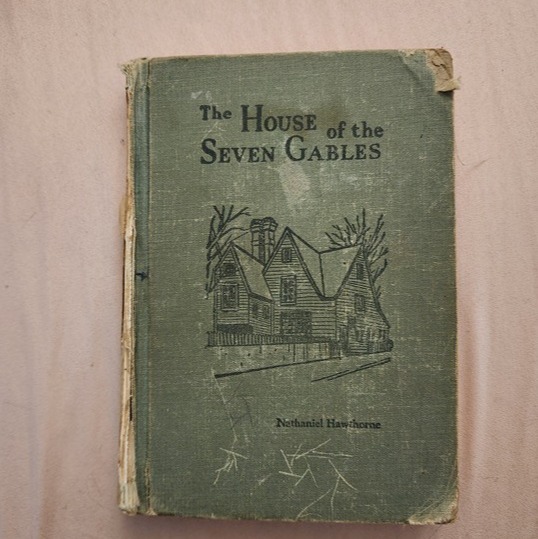 The House of the
Seven Gables
Nathaniel Hawthorne